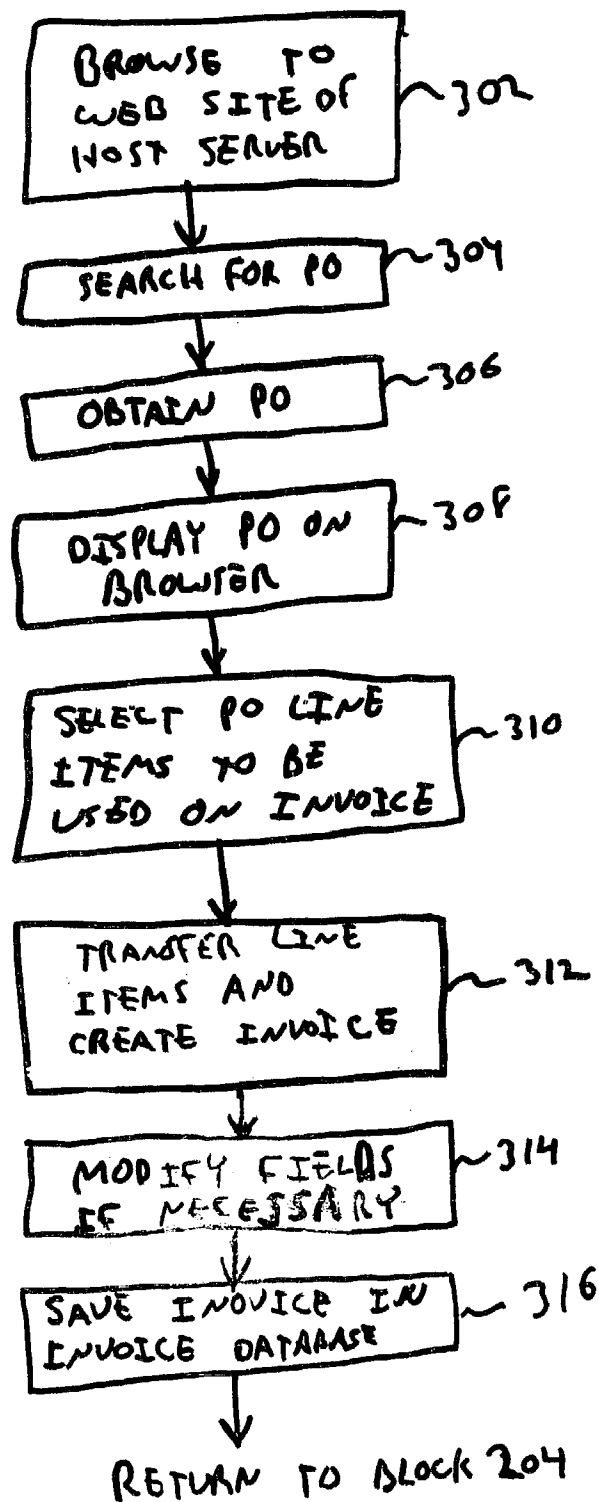 BROWSE TO
WEB SITE OF
HOST SERVER
302
SEARCH FOR PO
304
OBTAIN PO
306
DISPLAY PO ON
BROWSER
308
SELECT PO LINE
ITEMS TO BE
USED ON INVOICE
310
TRANSFER LINE
ITEMS AND
CREATE INVOICE
312
MODIFY FIELDS
IF NECESSARY
314
SAVE INOVICE IN
INVOICE DATABASE
316
RETURN TO BLOCK 204